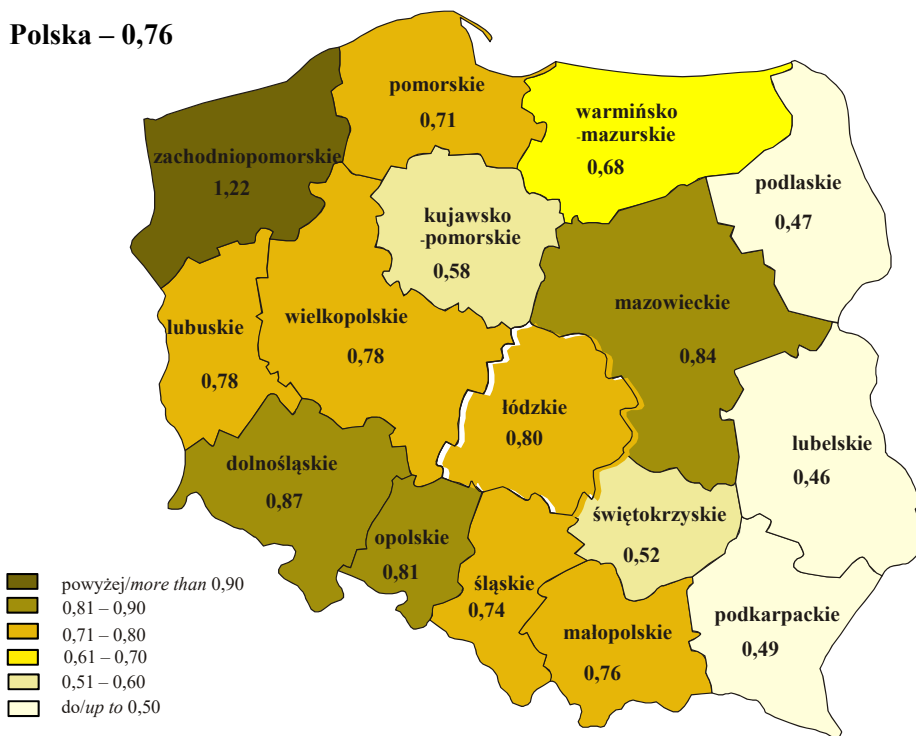 Polska – 0,76
pomorskie
0,71
warmińsko
-mazurskie
0,68
zachodniopomorskie
1,22
podlaskie
0,47
kujawsko
-pomorskie
0,58
mazowieckie
0,84
lubuskie
0,78
wielkopolskie
0,78
łódzkie
0,80
lubelskie
0,46
dolnośląskie
0,87
świętokrzyskie
0,52
opolskie
0,81
śląskie
0,74
małopolskie
0,76
podkarpackie
0,49
powyżej/more than 0,90
0,81 – 0,90
0,71 – 0,80
0,61 – 0,70
0,51 – 0,60
do/up to 0,50